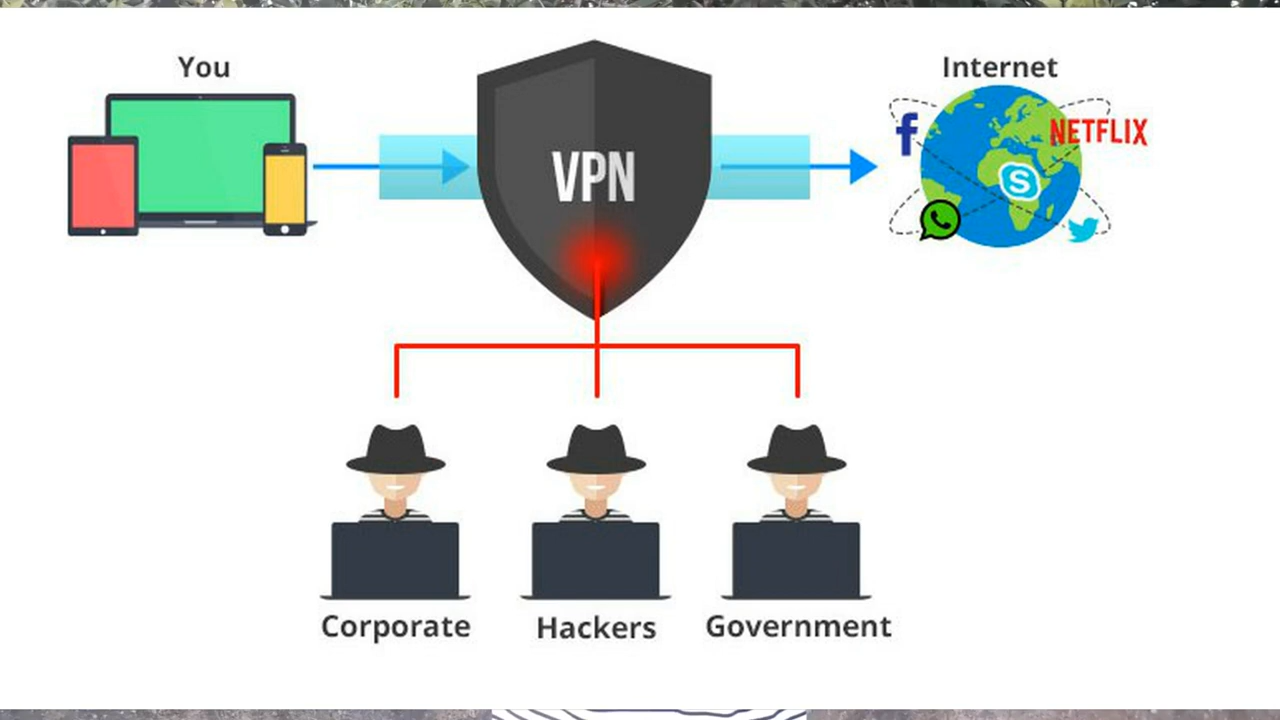 You
Internet
VPN
f
NETFLIX
S
Corporate
Hackers
Government